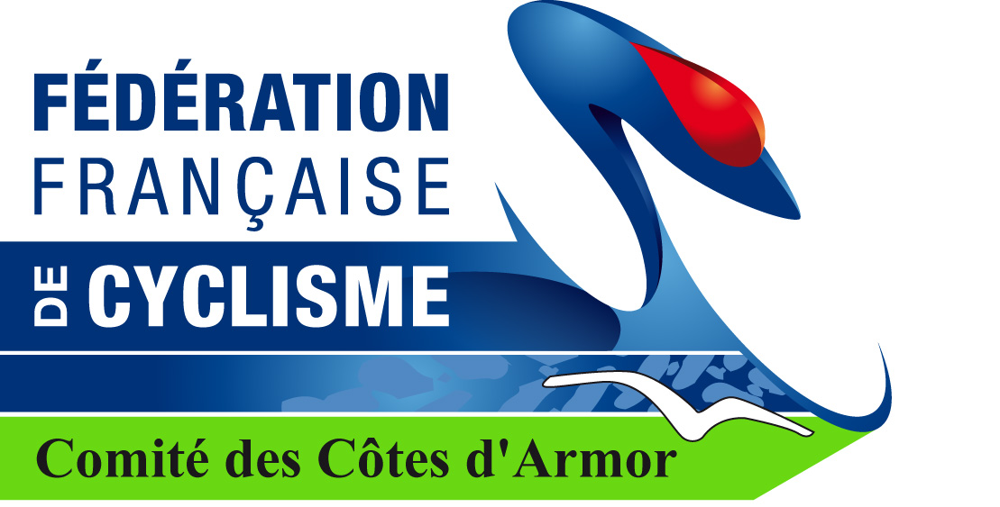 FÉDÉRATION
FRANÇAISE
DE CYCLISME
Comité des Côtes d'Armor